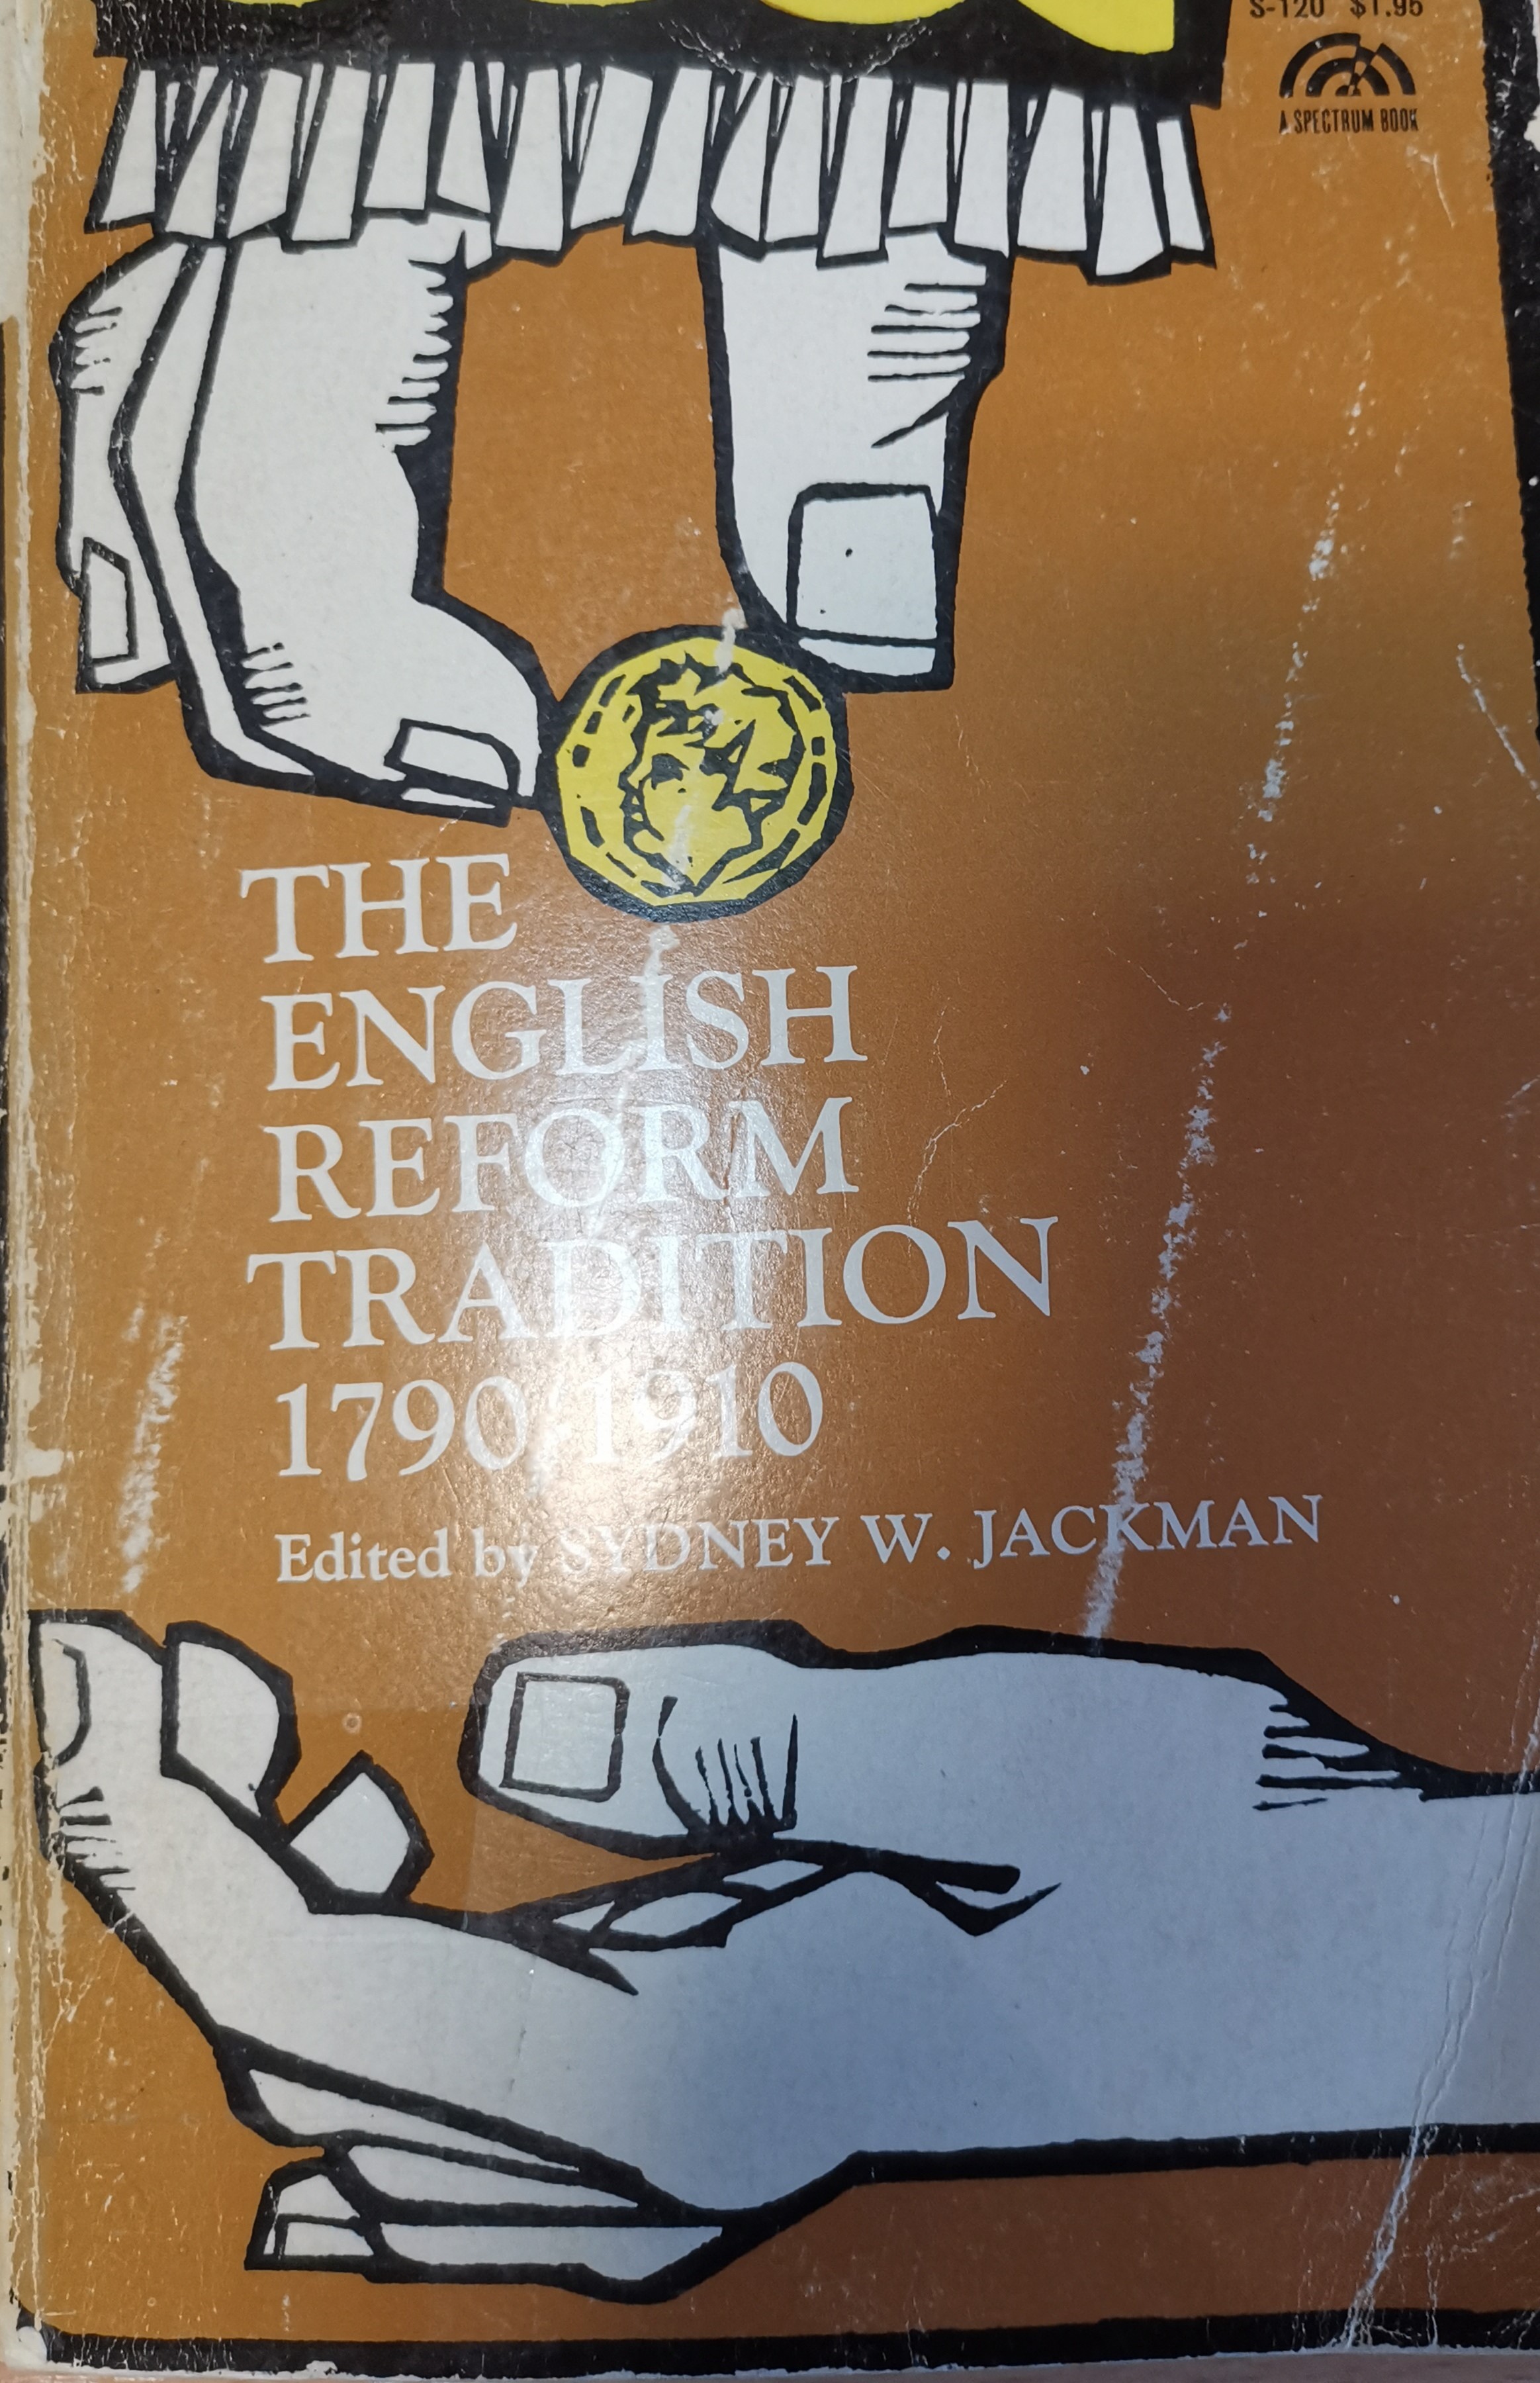 S-120 $1.95
A SPECTRUM BOOK
THE
ENGLISH
REFORM
TRADITION
1790-1910
Edited by SYDNEY W. JACKMAN